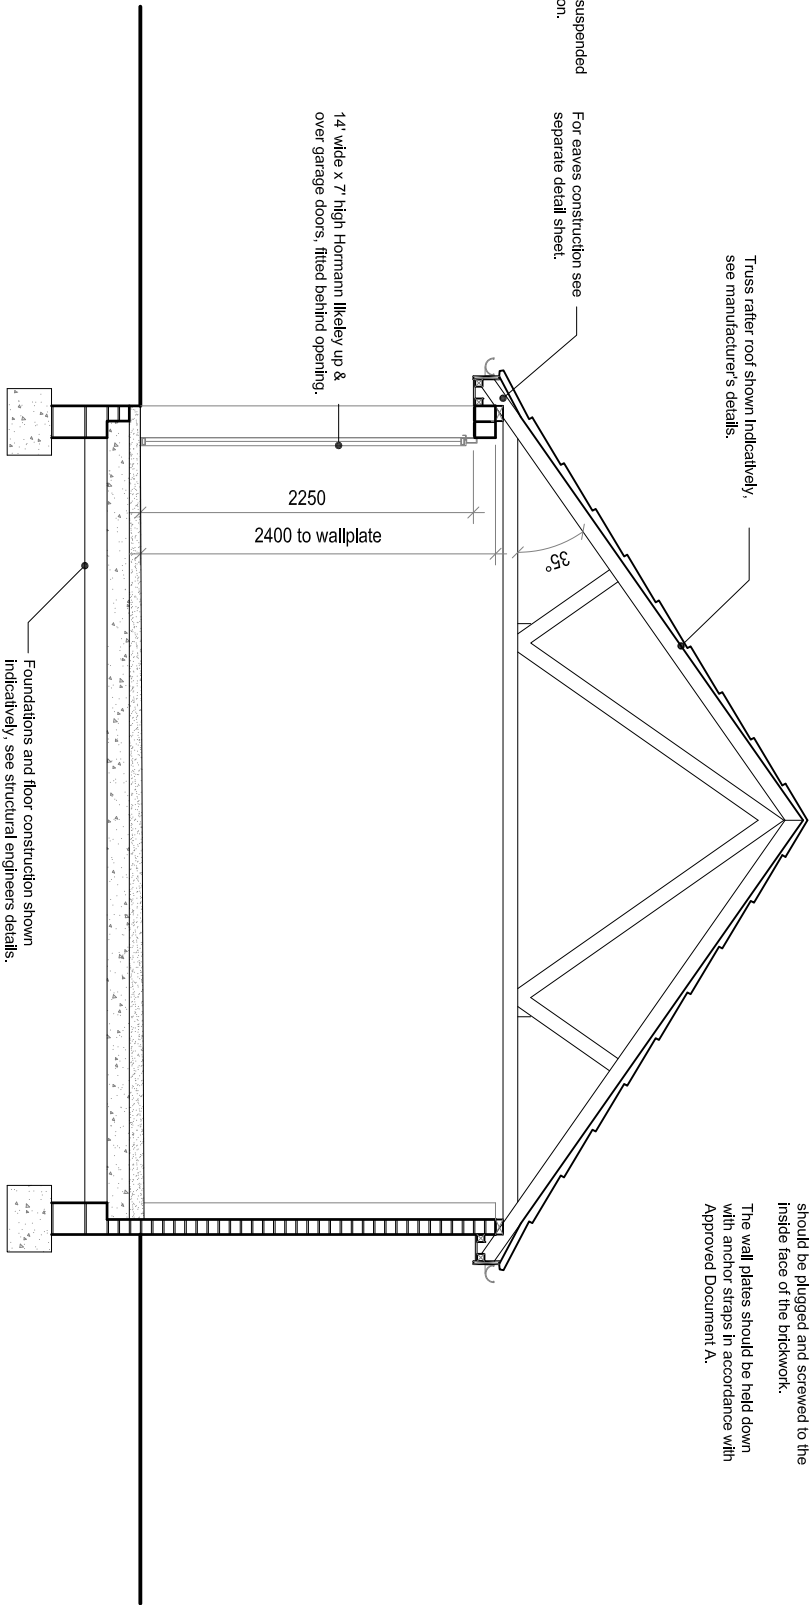 suspended
on.
For eaves construction see
separate detail sheet.
Truss rafter roof shown indicatively,
see manufacturer's details.
14' wide x 7' high Hormann Ilkeley up &
over garage doors, fitted behind opening.
2250
2400 to wallplate
35°
Foundations and floor construction shown
indicatively, see structural engineers details.
should be plugged and screwed to the
inside face of the brickwork.
The wall plates should be held down
with anchor straps in accordance with
Approved Document A.